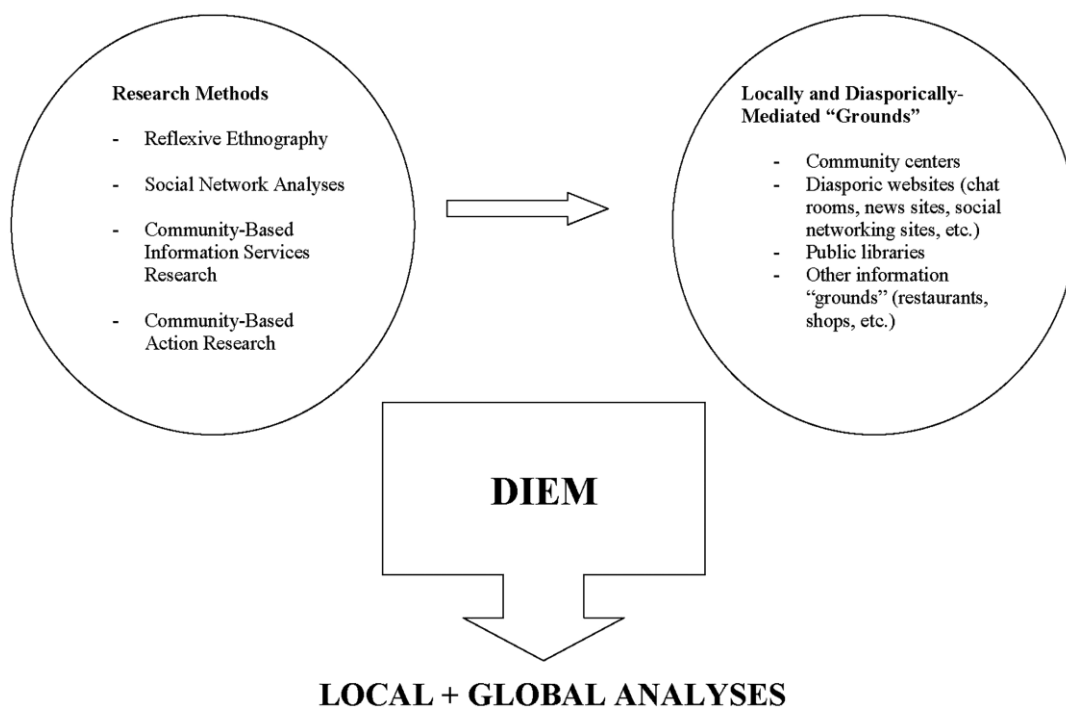 Research Methods
- Reflexive Ethnography
- Social Network Analyses
- Community-Based
Information Services
Research
- Community-Based
Action Research
Locally and Diasporically-
Mediated “Grounds”
- Community centers
- Diasporic websites (chat
rooms, news sites, social
networking sites, etc.)
- Public libraries
- Other information
“grounds” (restaurants,
shops, etc.)
DIEM
LOCAL + GLOBAL ANALYSES